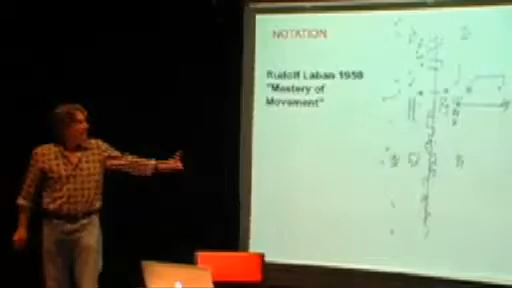 NOTATION
Rudolf Laban 1958
"Mastery of
Movement"